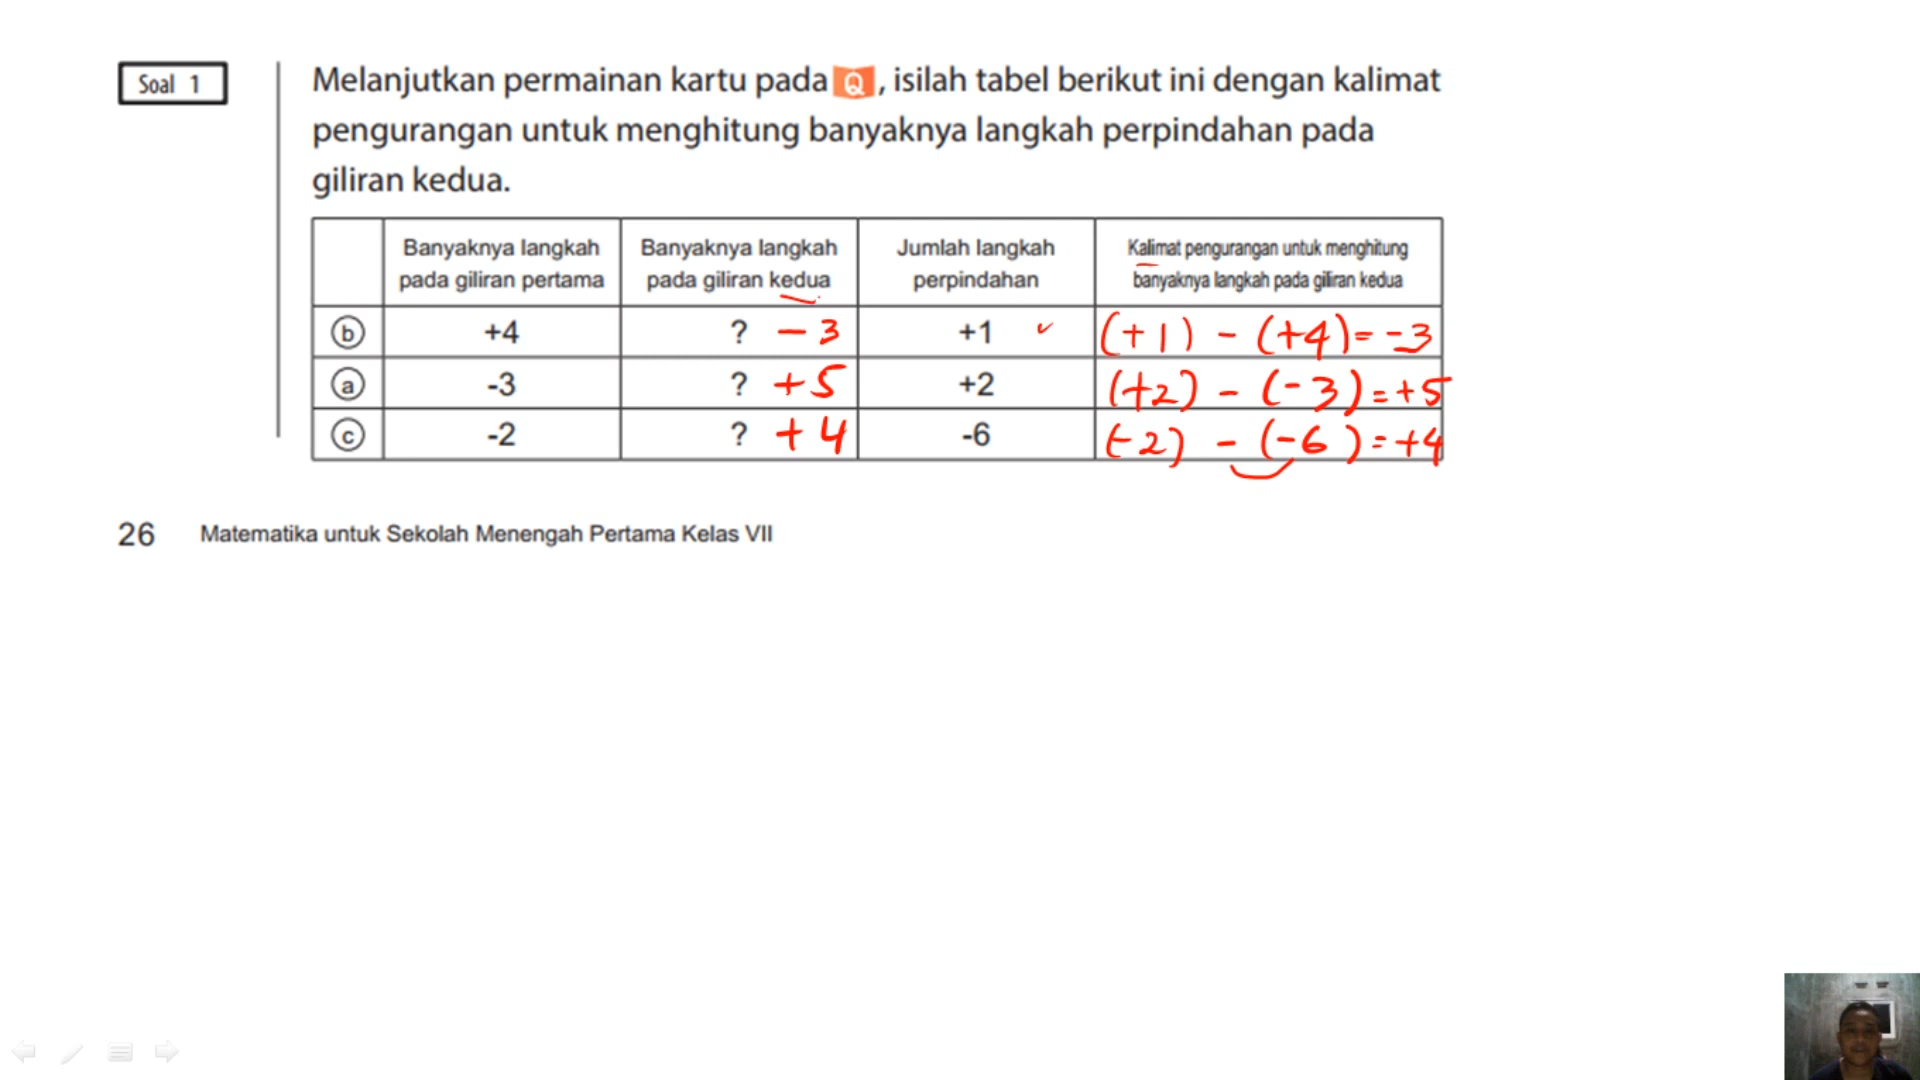 Soal 1
Melanjutkan permainan kartu pada Q, isilah tabel berikut ini dengan kalimat
pengurangan untuk menghitung banyaknya langkah perpindahan pada
giliran kedua.
Banyaknya langkah pada giliran pertama
Banyaknya langkah pada giliran kedua
Jumlah langkah perpindahan
Kalimat pengurangan untuk menghitung banyaknya langkah pada giliran kedua
b +4 ? -3 +1 ✓ (+1) - (+4) = -3
a -3 ? +5 +2 (+2) - (-3) = +5
c -2 ? +4 -6 (-2) - (-6) = +4
26 Matematika untuk Sekolah Menengah Pertama Kelas VII